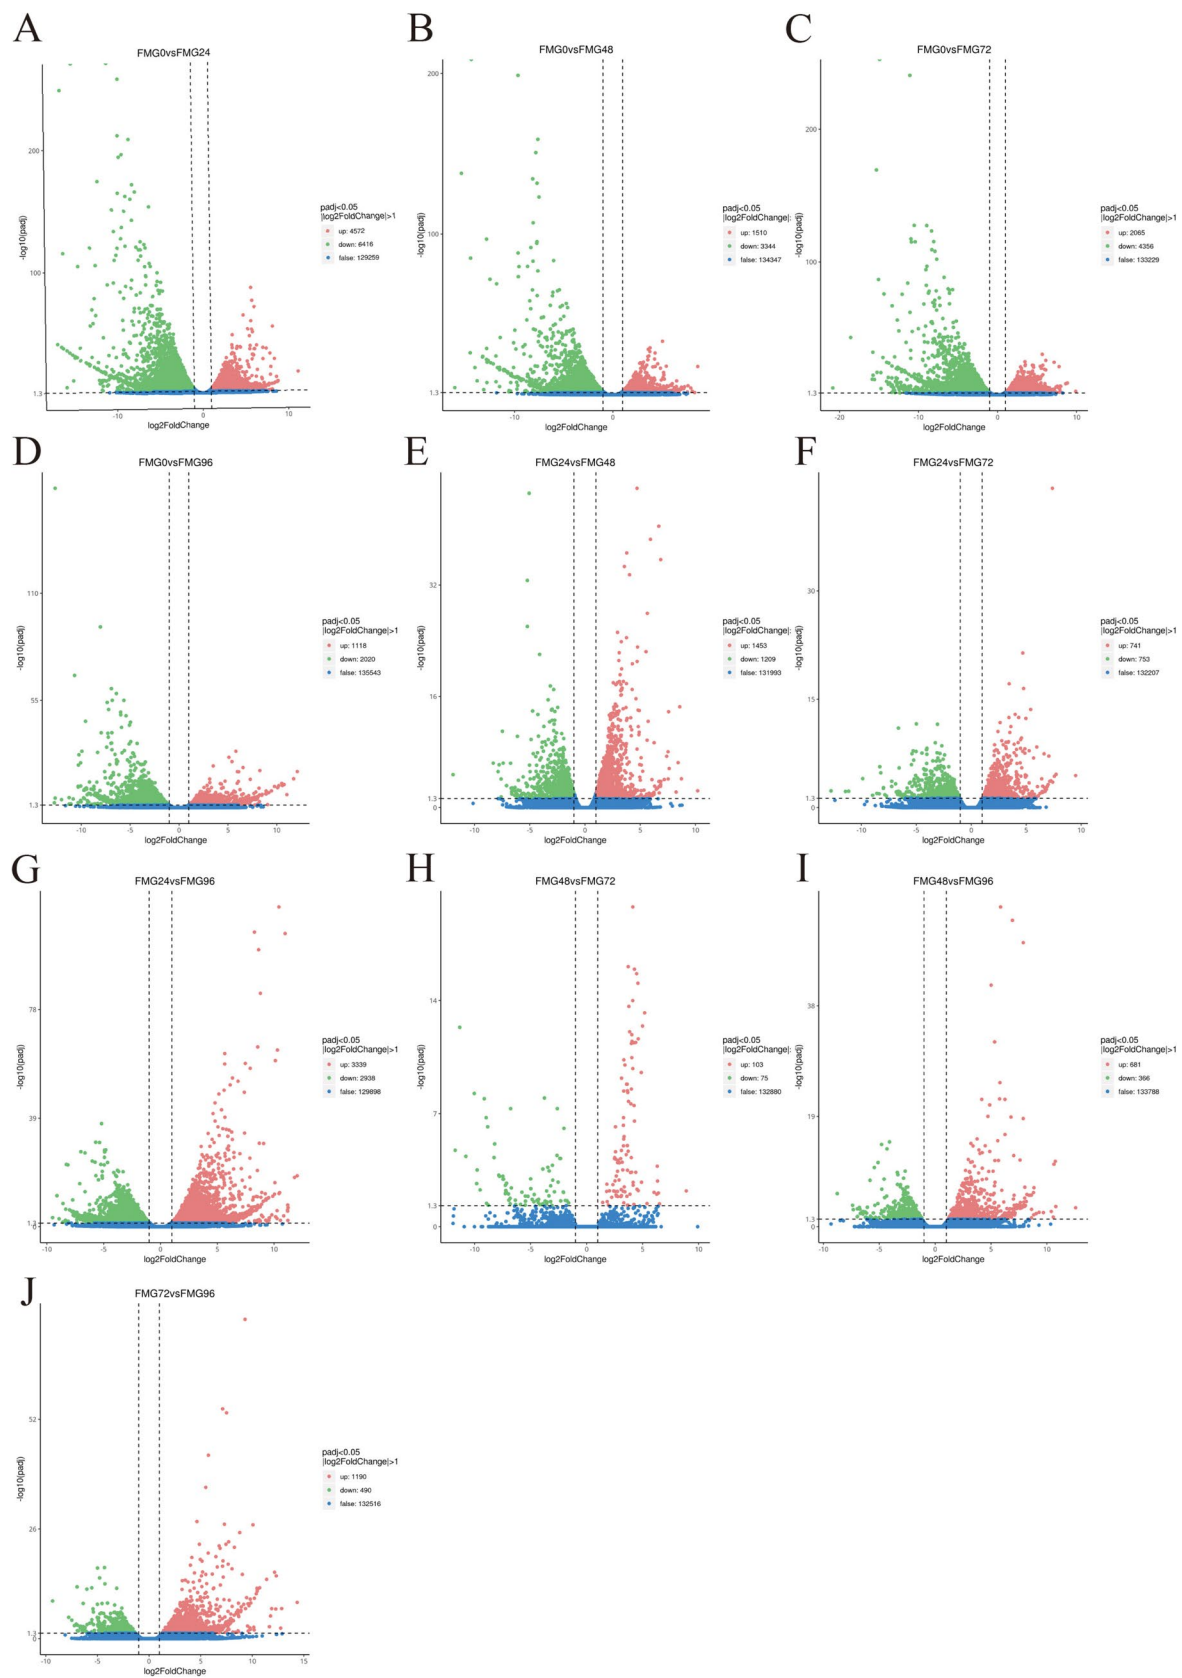 A
FMG0vsFMG24
200
100
1.3
-10
0
10
-log10(padj)
log2FoldChange
padj<0.05
|log2FoldChange|>1
up: 4572
down: 6416
false: 129259
B
FMG0vsFMG48
200
100
1.3
-10
0
-log10(padj)
log2FoldChange
padj<0.05
|log2FoldChange|:
up: 1510
down: 3344
false: 134347
C
FMG0vsFMG72
200
100
1.3
-20
-10
0
10
-log10(padj)
log2FoldChange
padj<0.05
|log2FoldChange|>1
up: 2065
down: 4356
false: 133229
D
FMG0vsFMG96
110
55
1.3
-10
-5
0
5
10
-log10(padj)
log2FoldChange
padj<0.05
|log2FoldChange|>1
up: 1118
down: 2020
false: 135543
E
FMG24vsFMG48
32
16
1.3
0
-10
-5
0
5
10
-log10(padj)
log2FoldChange
padj<0.05
|log2FoldChange|:
up: 1453
down: 1209
false: 131993
F
FMG24vsFMG72
30
15
1.3
0
-10
-5
0
5
10
-log10(padj)
log2FoldChange
padj<0.05
|log2FoldChange|>1
up: 741
down: 753
false: 132207
G
FMG24vsFMG96
78
39
1.3
0
-10
-5
0
5
10
-log10(padj)
log2FoldChange
padj<0.05
|log2FoldChange|>1
up: 3339
down: 2938
false: 129898
H
FMG48vsFMG72
14
7
1.3
0
-10
-5
0
5
10
-log10(padj)
log2FoldChange
padj<0.05
|log2FoldChange|:
up: 103
down: 75
false: 132880
I
FMG48vsFMG96
38
19
1.3
0
-10
-5
0
5
10
-log10(padj)
log2FoldChange
padj<0.05
|log2FoldChange|>1
up: 681
down: 366
false: 133788
J
FMG72vsFMG96
52
26
1.3
0
-10
-5
0
5
10
15
-log10(padj)
log2FoldChange
padj<0.05
|log2FoldChange|>1
up: 1190
down: 490
false: 132516